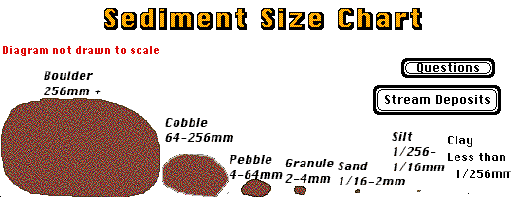 Sediment Size Chart
Diagram not drawn to scale
Questions
Stream Deposits
Boulder
256mm +
Cobble
64-256mm
Pebble
4-64mm
Granule
2-4mm
Sand
1/16-2mm
Silt
1/256-
1/16mm
Clay
Less than
1/256mm